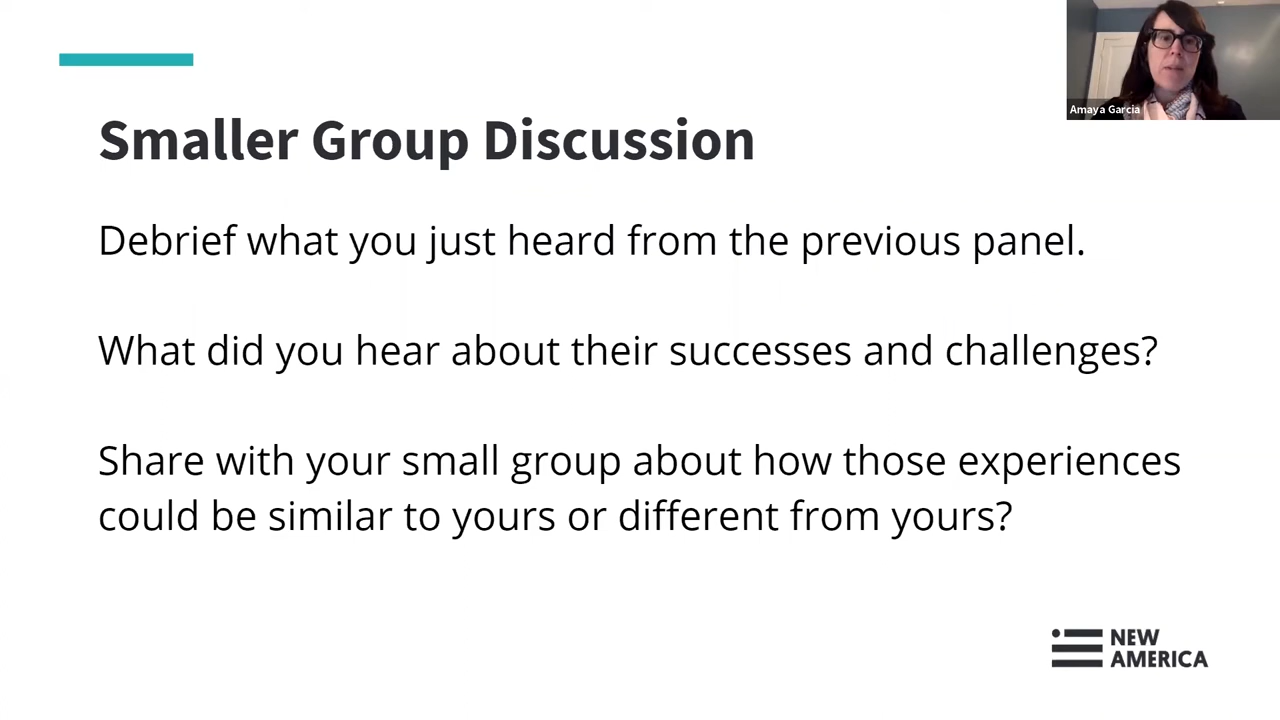 Amaya Garcia
Smaller Group Discussion
Debrief what you just heard from the previous panel.
What did you hear about their successes and challenges?
Share with your small group about how those experiences
could be similar to yours or different from yours?
NEW
AMERICA